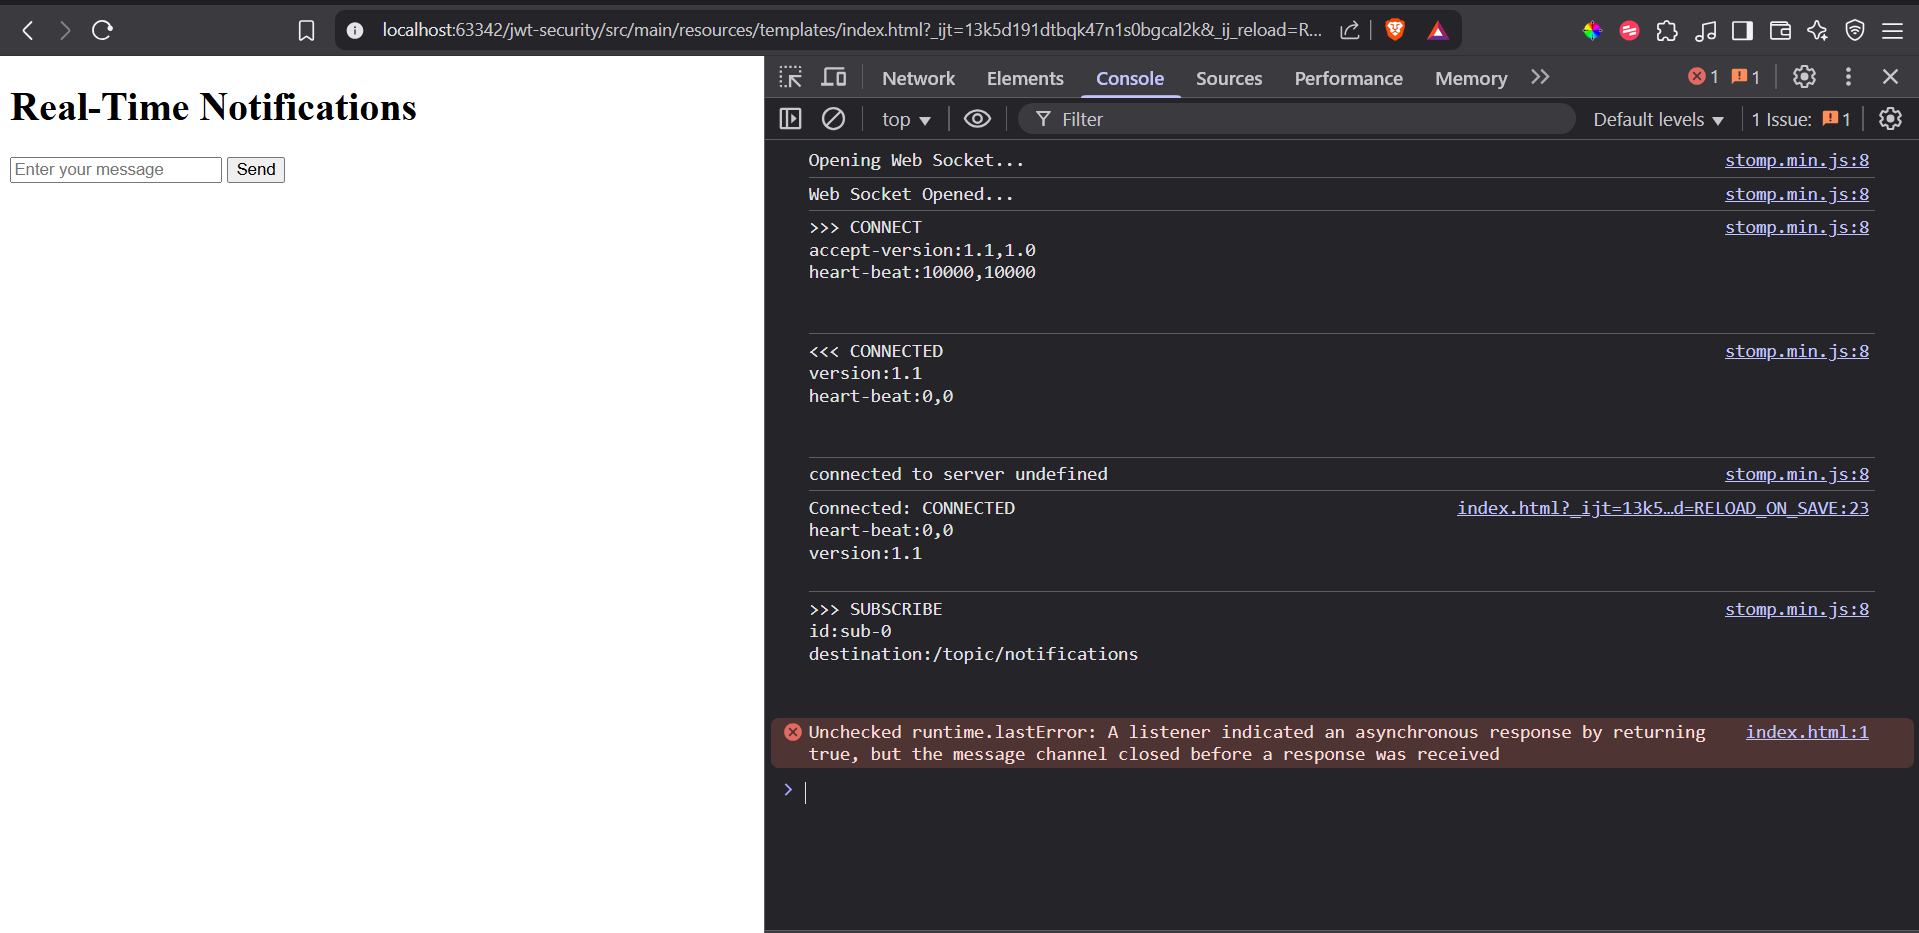 localhost:63342/jwt-security/src/main/resources/templates/index.html?_ijt=13k5d191dtbqk47n1s0bgcal2k&_ij_reload=R...
Real-Time Notifications
Enter your message Send
Network Elements Console Sources Performance Memory 1 1
top Filter Default levels 1 Issue: 1
Opening Web Socket... stomp.min.js:8
Web Socket Opened... stomp.min.js:8
>>> CONNECT stomp.min.js:8
accept-version:1.1,1.0
heart-beat:10000,10000
<<< CONNECTED stomp.min.js:8
version:1.1
heart-beat:0,0
connected to server undefined stomp.min.js:8
Connected: CONNECTED index.html?_ijt=13k5…d=RELOAD_ON_SAVE:23
heart-beat:0,0
version:1.1
>>> SUBSCRIBE stomp.min.js:8
id:sub-0
destination:/topic/notifications
Unchecked runtime.lastError: A listener indicated an asynchronous response by returning index.html:1
true, but the message channel closed before a response was received